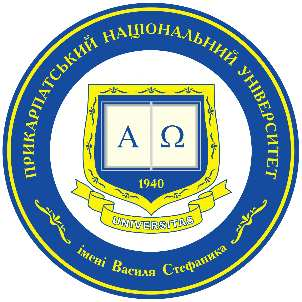 ПРИКАРПАТСЬКИЙ НАЦІОНАЛЬНИЙ УНІВЕРСИТЕТ
Α Ω
1940
UNIVERSITAS
імені Василя Стефаника